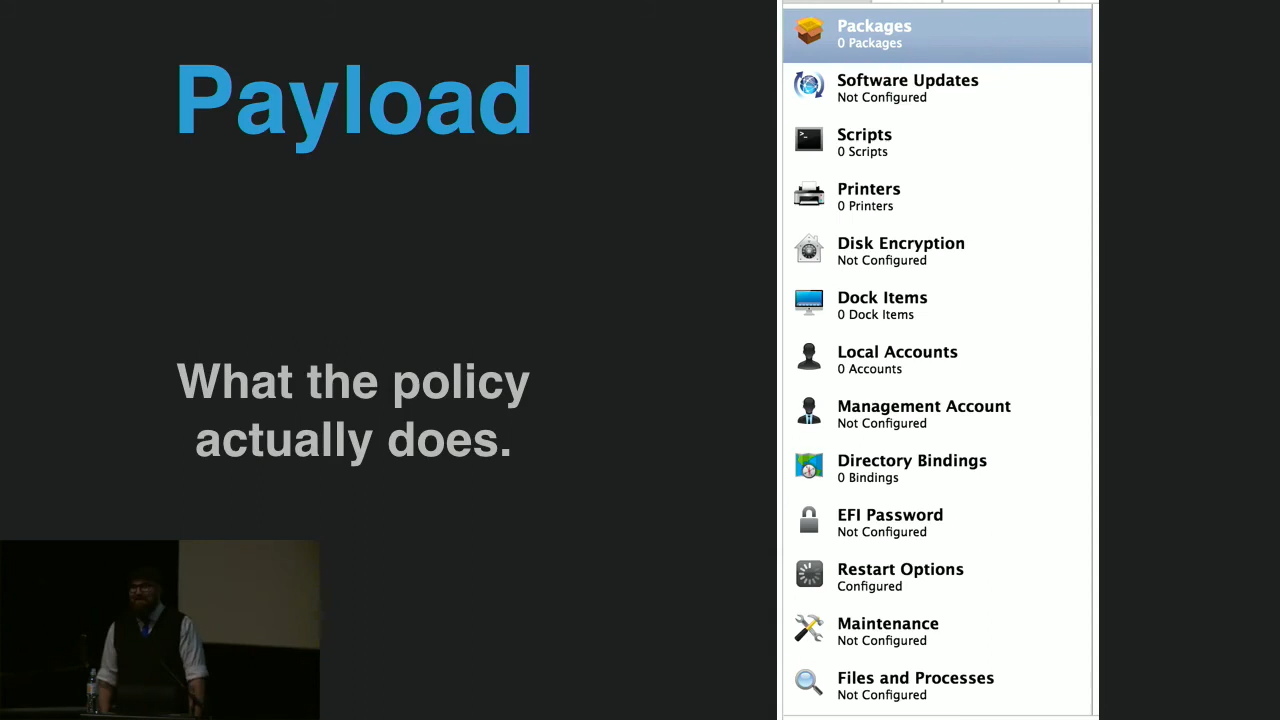 Payload
What the policy
actually does.
Packages
0 Packages
Software Updates
Not Configured
Scripts
0 Scripts
Printers
0 Printers
Disk Encryption
Not Configured
Dock Items
0 Dock Items
Local Accounts
0 Accounts
Management Account
Not Configured
Directory Bindings
0 Bindings
EFI Password
Not Configured
Restart Options
Configured
Maintenance
Not Configured
Files and Processes
Not Configured